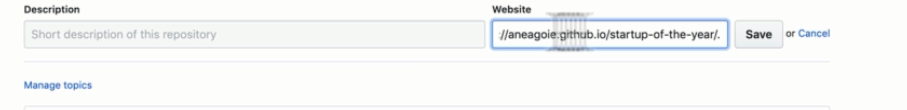 Description
Website
Short description of this repository
://aneagoie.github.io/startup-of-the-year/.
Save
or Cancel
Manage topics